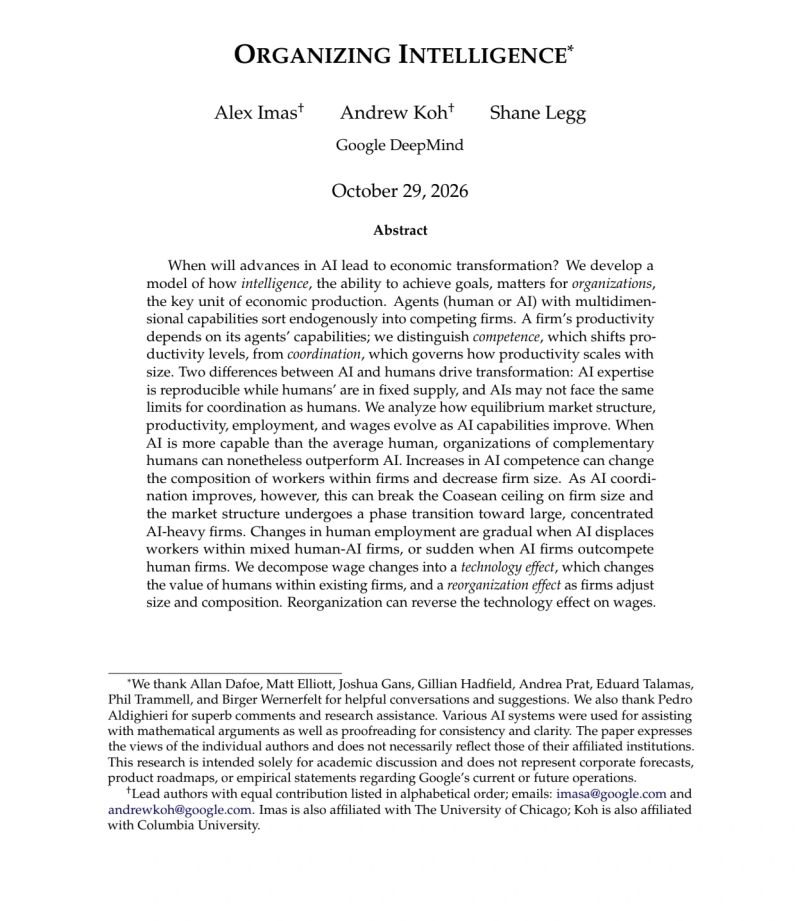 ORGANIZING INTELLIGENCE*
Alex Imas† Andrew Koh† Shane Legg
Google DeepMind
October 29, 2026
Abstract
When will advances in AI lead to economic transformation? We develop a
model of how intelligence, the ability to achieve goals, matters for organizations,
the key unit of economic production. Agents (human or AI) with multidimen-
sional capabilities sort endogenously into competing firms. A firm's productivity
depends on its agents' capabilities; we distinguish competence, which shifts pro-
ductivity levels, from coordination, which governs how productivity scales with
size. Two differences between AI and humans drive transformation: AI expertise
is reproducible while humans' are in fixed supply, and AIs may not face the same
limits for coordination as humans. We analyze how equilibrium market structure,
productivity, employment, and wages evolve as AI capabilities improve. When
AI is more capable than the average human, organizations of complementary
humans can nonetheless outperform AI. Increases in AI competence can change
the composition of workers within firms and decrease firm size. As AI coordi-
nation improves, however, this can break the Coasean ceiling on firm size and
the market structure undergoes a phase transition toward large, concentrated
AI-heavy firms. Changes in human employment are gradual when AI displaces
workers within mixed human-AI firms, or sudden when AI firms outcompete
human firms. We decompose wage changes into a technology effect, which changes
the value of humans within existing firms, and a reorganization effect as firms adjust
size and composition. Reorganization can reverse the technology effect on wages.
*We thank Allan Dafoe, Matt Elliott, Joshua Gans, Gillian Hadfield, Andrea Prat, Eduard Talamas,
Phil Trammell, and Birger Wernerfelt for helpful conversations and suggestions. We also thank Pedro
Aldighieri for superb comments and research assistance. Various AI systems were used for assisting
with mathematical arguments as well as proofreading for consistency and clarity. The paper expresses
the views of the individual authors and does not necessarily reflect those of their affiliated institutions.
This research is intended solely for academic discussion and does not represent corporate forecasts,
product roadmaps, or empirical statements regarding Google's current or future operations.
†Lead authors with equal contribution listed in alphabetical order; emails: imasa@google.com and
andrewkoh@google.com. Imas is also affiliated with The University of Chicago; Koh is also affiliated
with Columbia University.